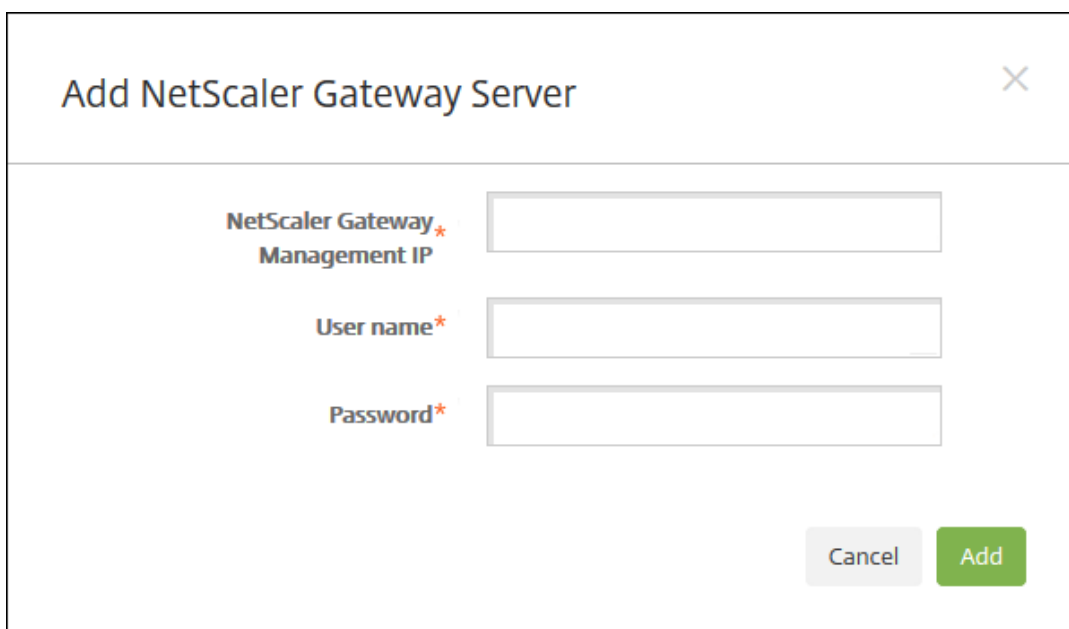 Add NetScaler Gateway Server
NetScaler Gateway*
Management IP
User name*
Password*
Cancel
Add